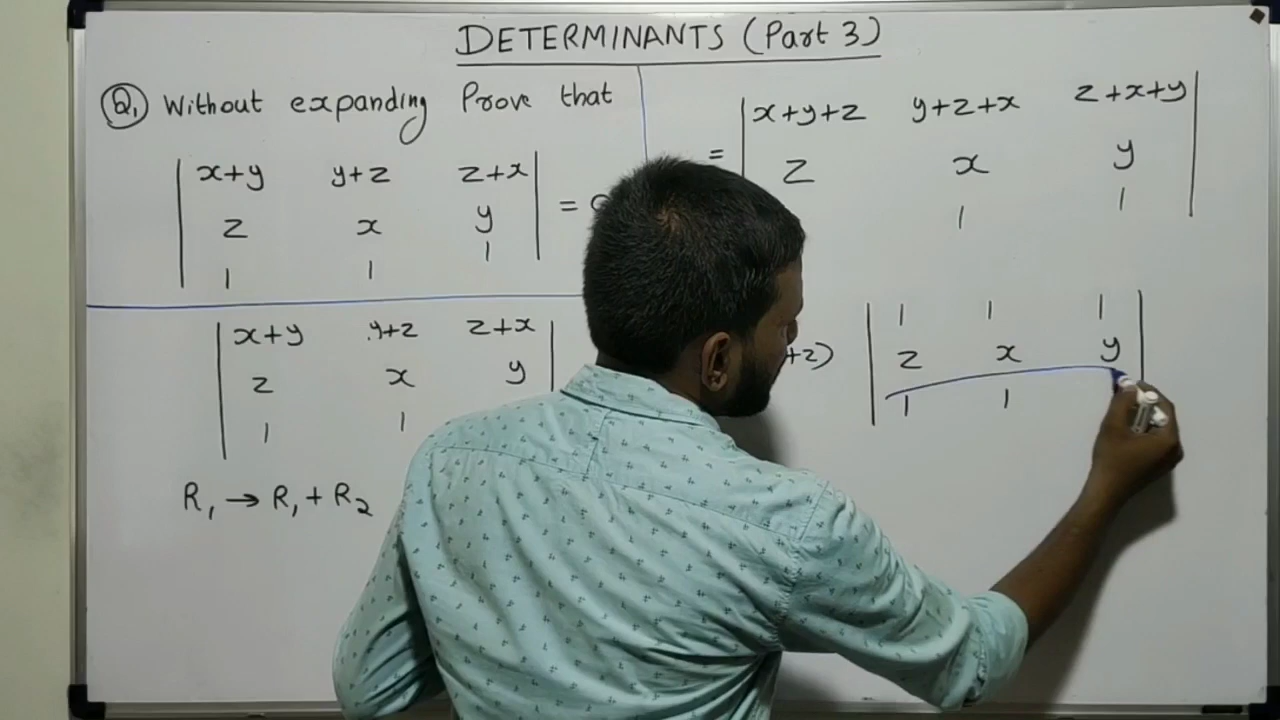 DETERMINANTS (Part 3)
Q1 Without expanding Prove that
x+y y+z z+x
z x y =
1 1 1
x+y y+z z+x
z x y
1 1
R1 → R1 + R2
= x+y+z y+z+x z+x+y
z x y
1 1
+z) 1 1 1
z x y
1 1